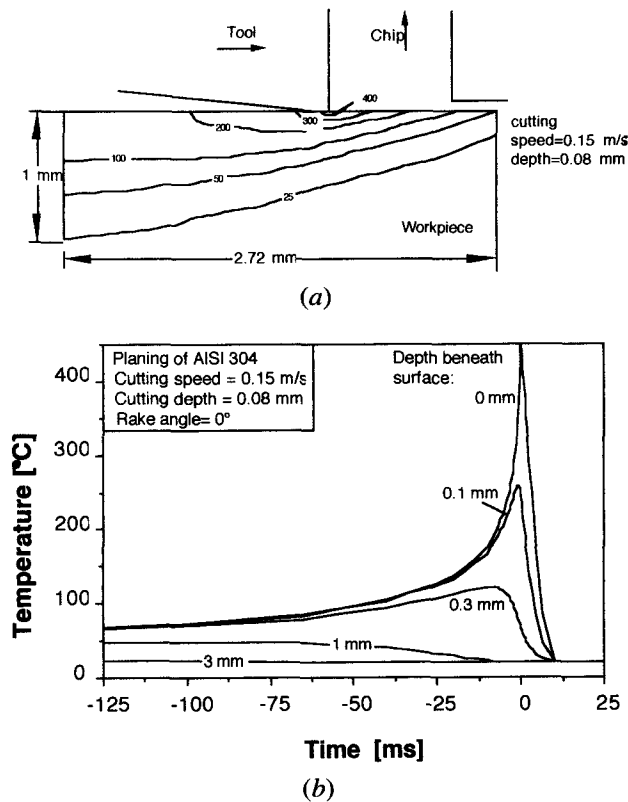 Tool
Chip
400
300
200
100
50
25
1 mm
2.72 mm
Workpiece
cutting
speed=0.15 m/s
depth=0.08 mm
(a)
Planing of AISI 304
Cutting speed = 0.15 m/s
Cutting depth = 0.08 mm
Rake angle= 0°
Depth beneath
surface:
0 mm
0.1 mm
0.3 mm
1 mm
3 mm
Temperature [°C]
400
300
200
100
0
-125
-100
-75
-50
-25
0
25
Time [ms]
(b)